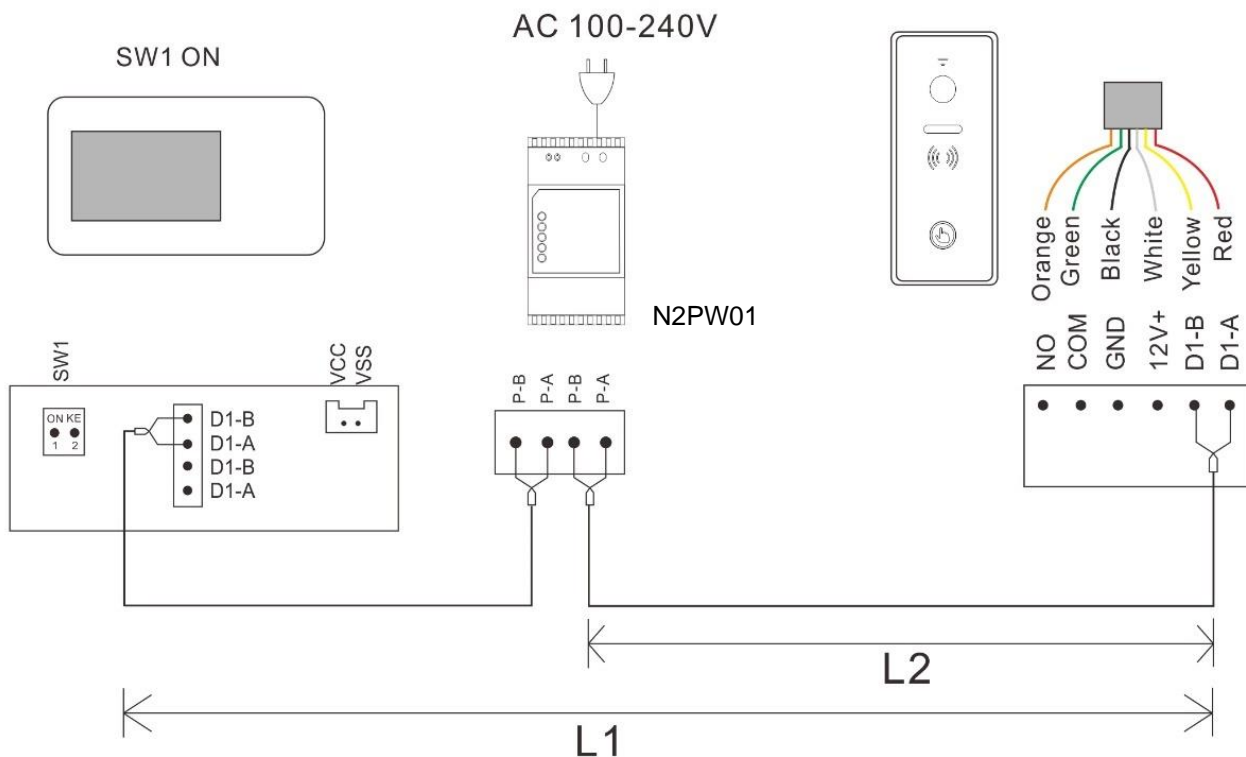 AC 100-240V
SW1 ON
N2PW01
Orange
Green
Black
White
Yellow
Red
NO
COM
GND
12V+
D1-B
D1-A
SW1
ON KE
1 2
VCC
VSS
D1-B
D1-A
D1-B
D1-A
P-B
P-A
P-B
P-A
L2
L1